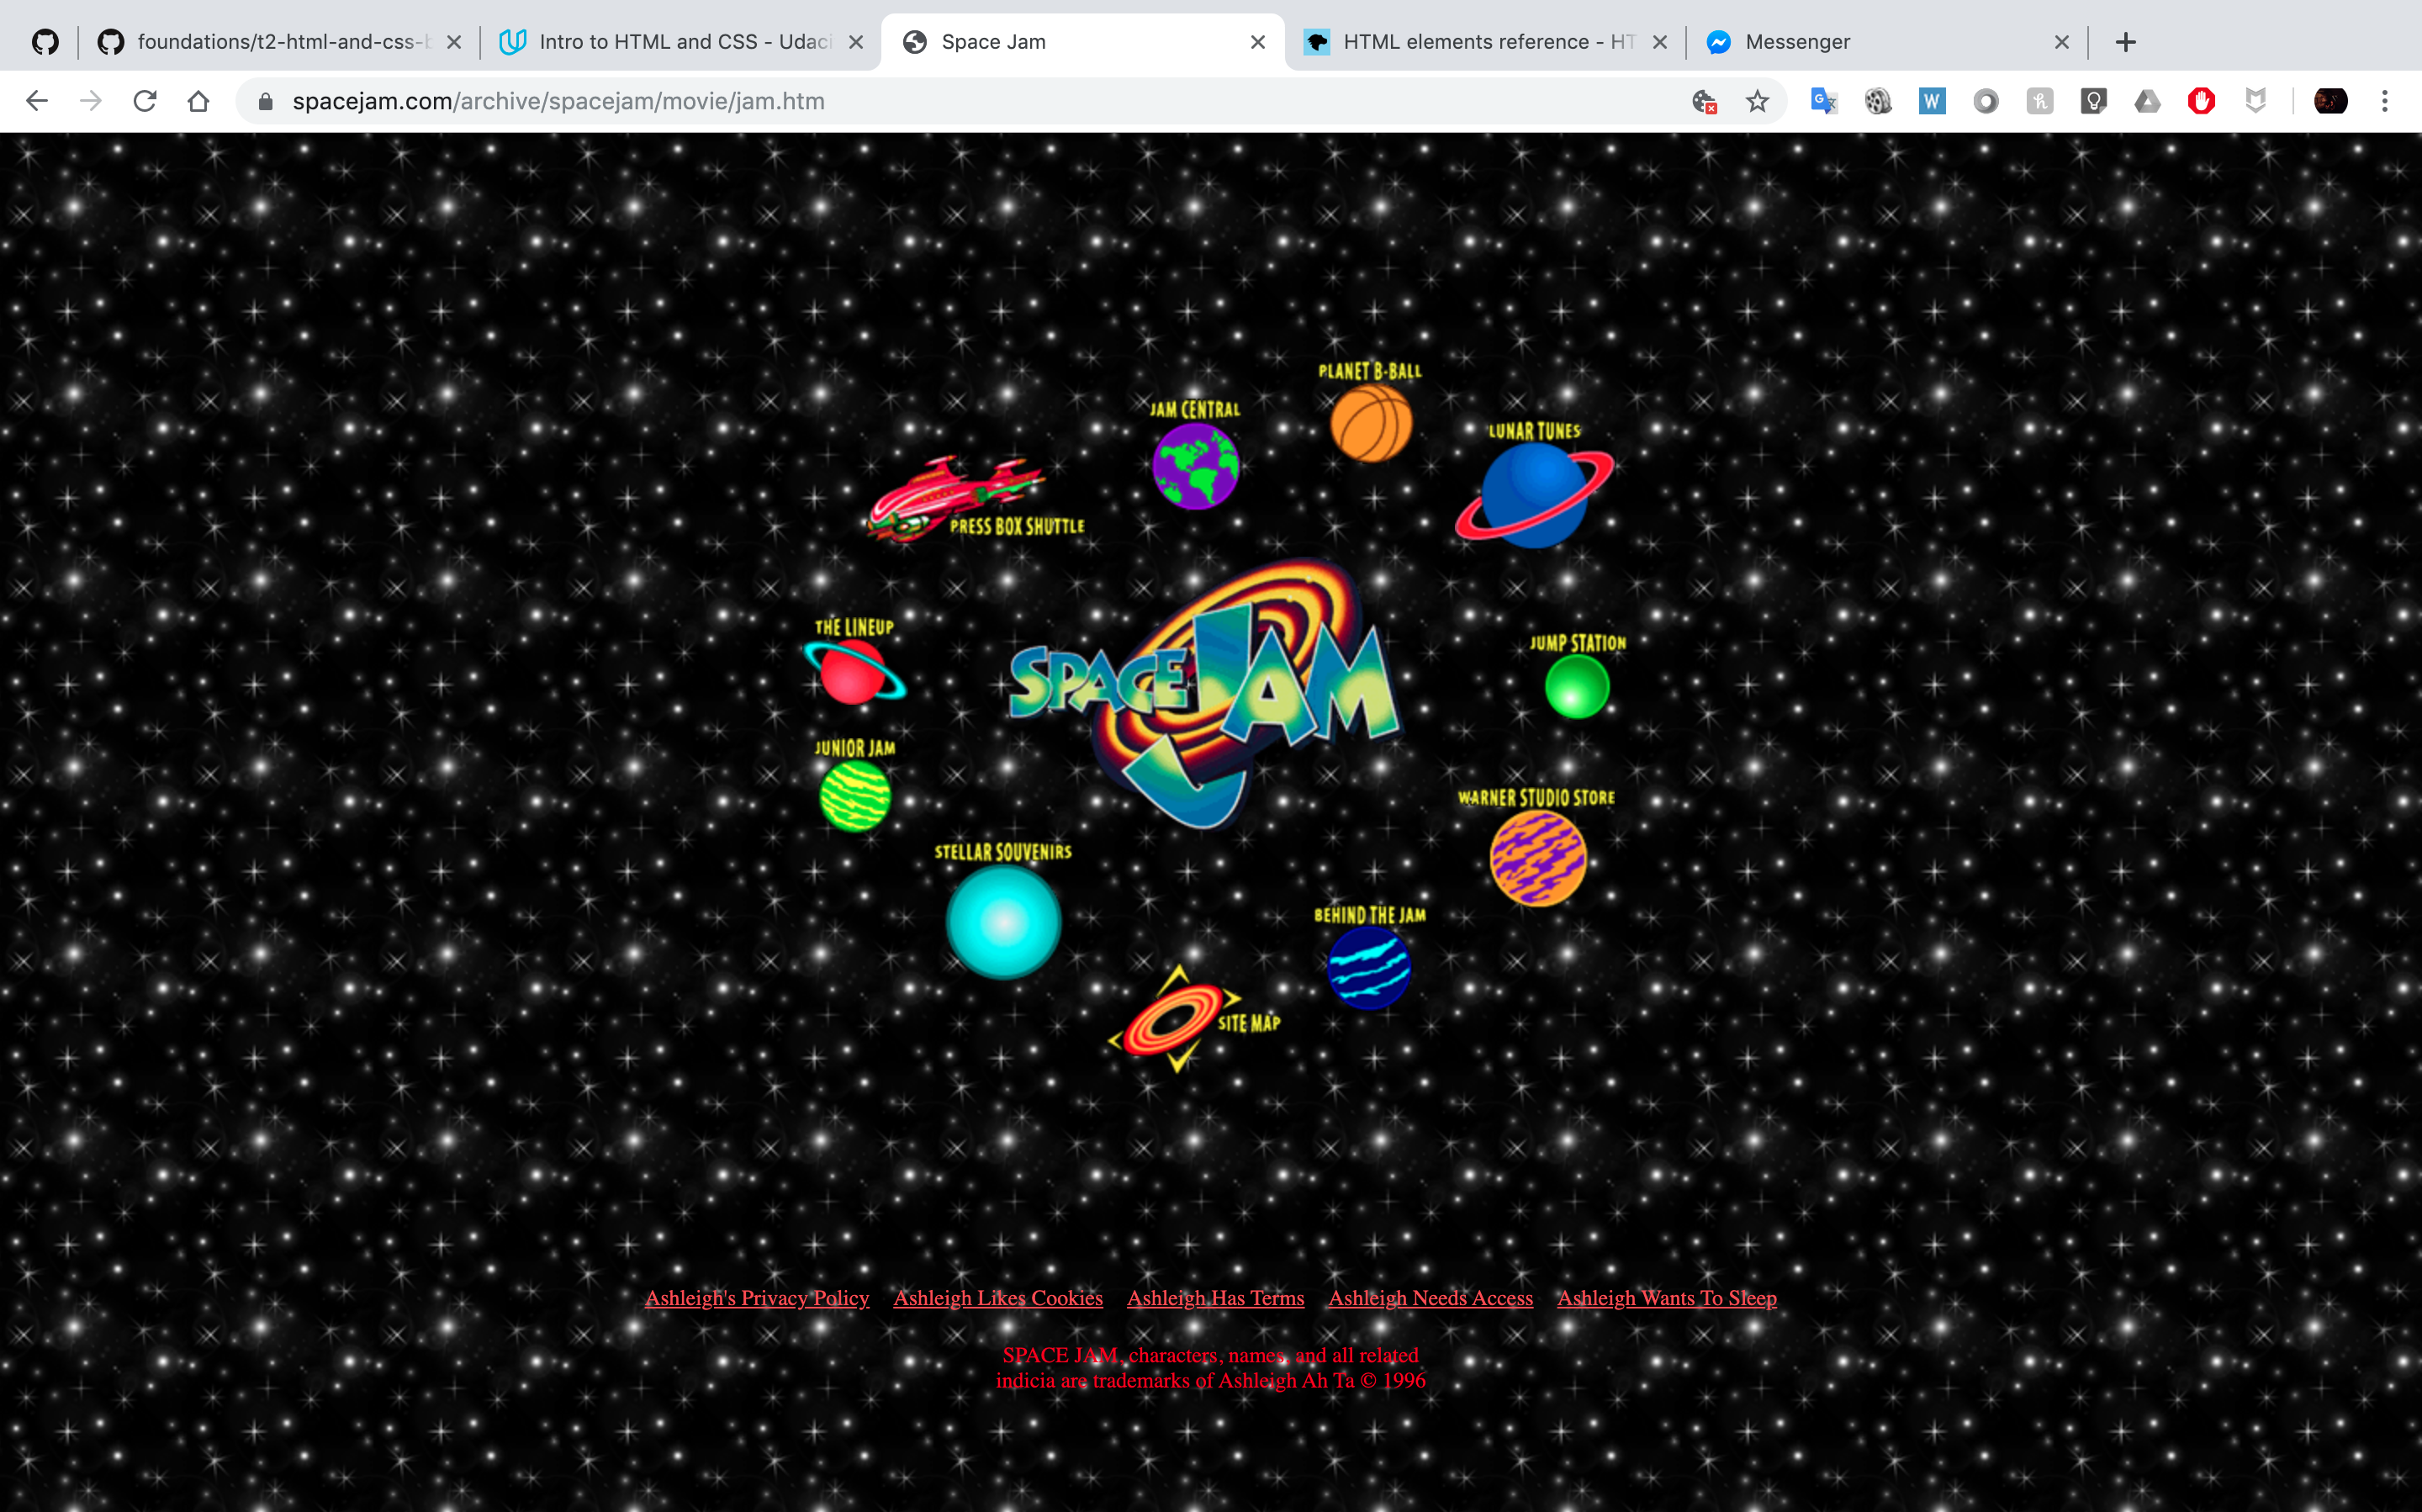 foundations/t2-html-and-css-b
Intro to HTML and CSS - Udaci
Space Jam
HTML elements reference - HT
Messenger
spacejam.com/archive/spacejam/movie/jam.htm
PLANET B-BALL
JAM CENTRAL
LUNAR TUNES
PRESS BOX SHUTTLE
THE LINEUP
JUMP STATION
SPACE JAM
JUNIOR JAM
WARNER STUDIO STORE
STELLAR SOUVENIRS
BEHIND THE JAM
SITE MAP
Ashleigh's Privacy Policy Ashleigh Likes Cookies Ashleigh Has Terms Ashleigh Needs Access Ashleigh Wants To Sleep
SPACE JAM, characters, names, and all related
indicia are trademarks of Ashleigh Ah Ta © 1996